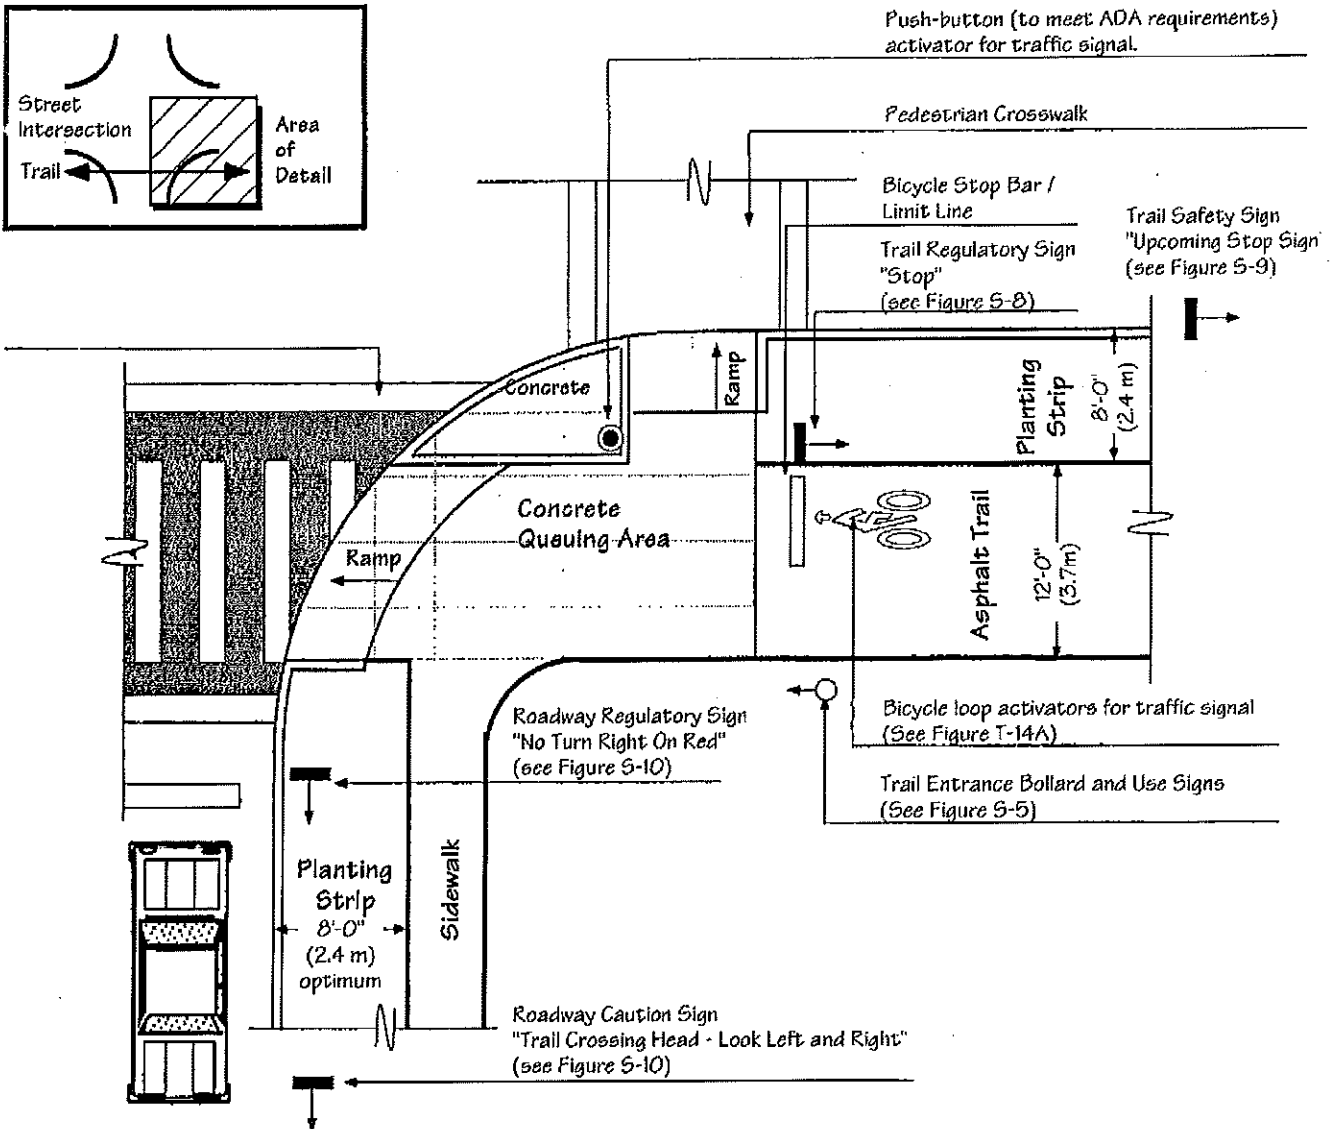 Push-button (to meet ADA requirements)
activator for traffic signal.
Street
Intersection
Trail
Area
of
Detail
Pedestrian Crosswalk
Bicycle Stop Bar /
Limit Line
Trail Regulatory Sign
"Stop"
(see Figure S-8)
Trail Safety Sign
"Upcoming Stop Sign
(see Figure S-9)
Concrete
Ramp
Planting
Strip
8'-0"
(2.4 m)
Concrete
Queuing Area
Ramp
Asphalt Trail
12'-0"
(3.7m)
Roadway Regulatory Sign
"No Turn Right On Red"
(see Figure S-10)
Bicycle loop activators for traffic signal
(See Figure T-14A)
Trail Entrance Bollard and Use Signs
(See Figure S-5)
Planting
Strip
8'-0"
(2.4 m)
optimum
Sidewalk
Roadway Caution Sign
"Trail Crossing Head - Look Left and Right"
(see Figure S-10)